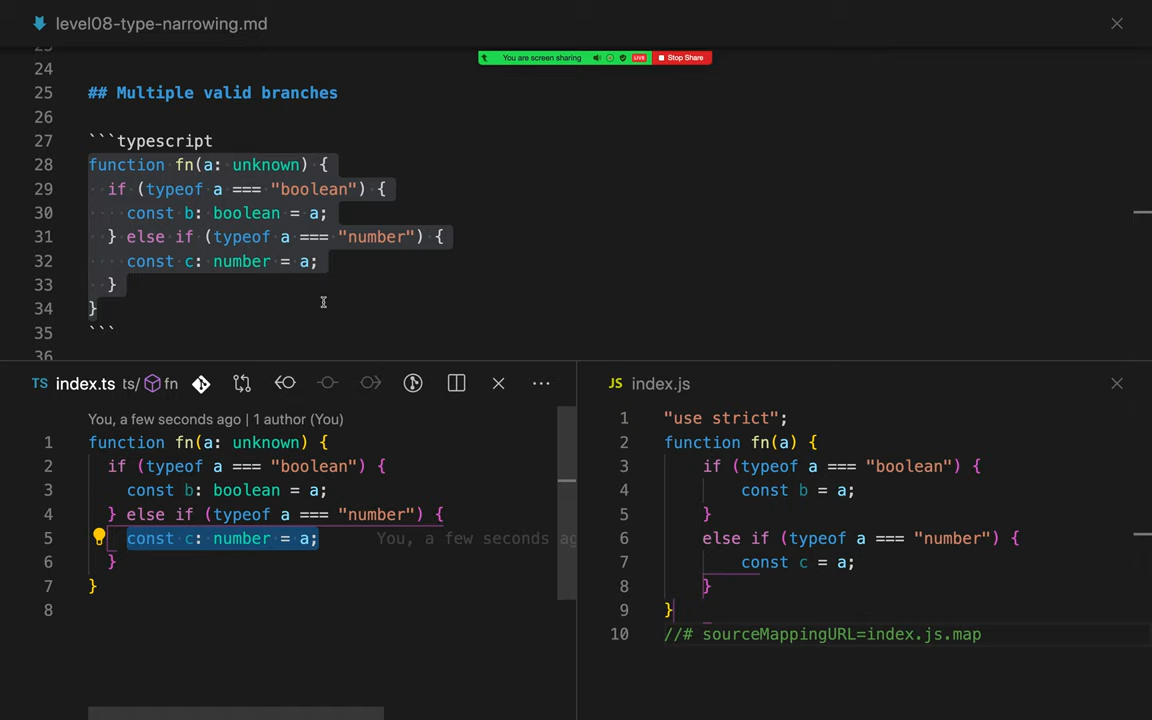 level08-type-narrowing.md
You are screen sharing LIVE Stop Share
24
25 ## Multiple valid branches
26
27 ```typescript
28 function fn(a: unknown) {
29 if (typeof a === "boolean") {
30 const b: boolean = a;
31 } else if (typeof a === "number") {
32 const c: number = a;
33 }
34 }
35 ```
36
TS index.ts ts/ fn
You, a few seconds ago | 1 author (You)
1 function fn(a: unknown) {
2 if (typeof a === "boolean") {
3 const b: boolean = a;
4 } else if (typeof a === "number") {
5 const c: number = a; You, a few seconds ag
6 }
7 }
8
JS index.js
1 "use strict";
2 function fn(a) {
3 if (typeof a === "boolean") {
4 const b = a;
5 }
6 else if (typeof a === "number") {
7 const c = a;
8 }
9 }
10 //# sourceMappingURL=index.js.map